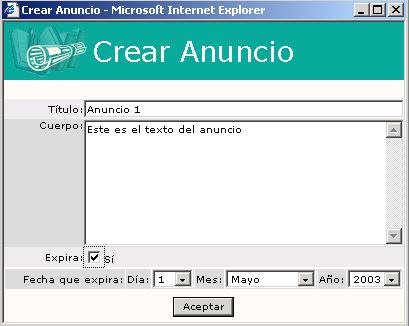 Crear Anuncio - Microsoft Internet Explorer
Crear Anuncio
Título: Anuncio 1
Cuerpo: Este es el texto del anuncio
Expira: Sí
Fecha que expira: Día: 1 Mes: Mayo Año: 2003
Aceptar